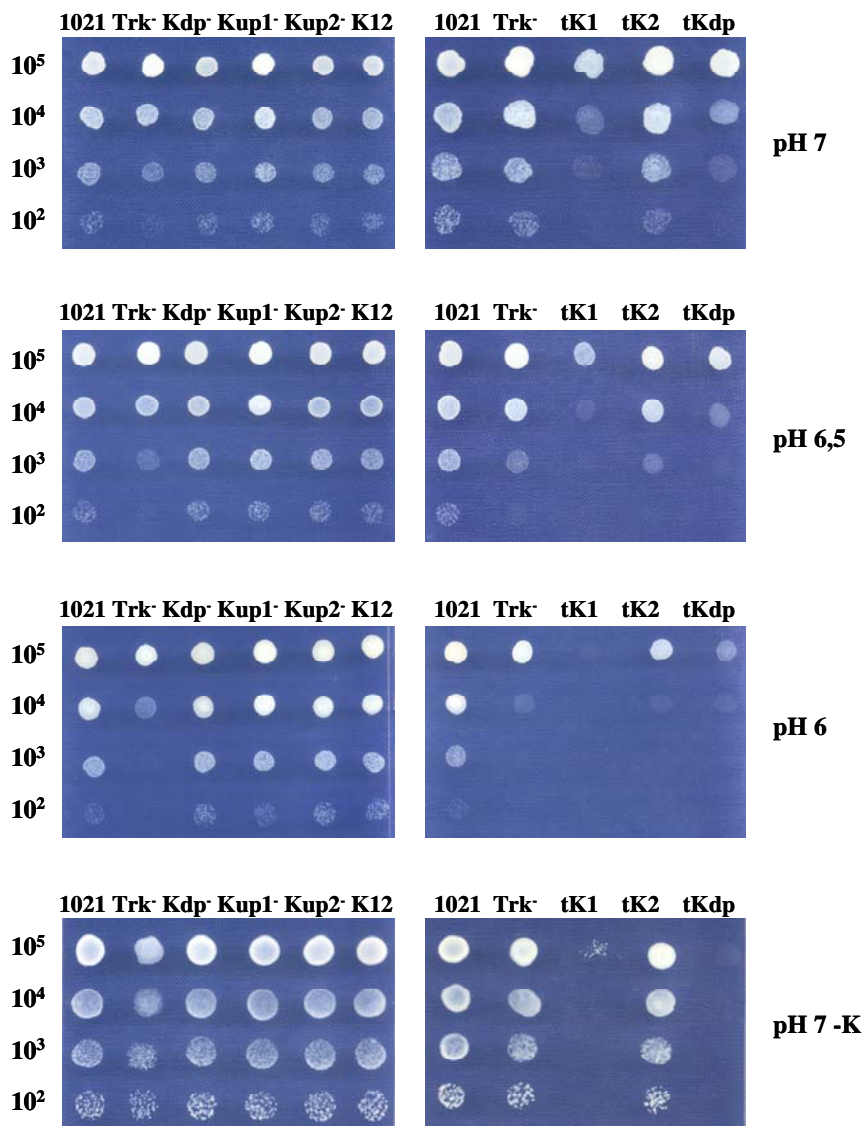 1021 Trk- Kdp- Kup1- Kup2- K12
1021 Trk- tK1 tK2 tKdp
10⁵
10⁴
10³
10²
pH 7
1021 Trk- Kdp- Kup1- Kup2- K12
1021 Trk- tK1 tK2 tKdp
10⁵
10⁴
10³
10²
pH 6,5
1021 Trk- Kdp- Kup1- Kup2- K12
1021 Trk- tK1 tK2 tKdp
10⁵
10⁴
10³
10²
pH 6
1021 Trk- Kdp- Kup1- Kup2- K12
1021 Trk- tK1 tK2 tKdp
10⁵
10⁴
10³
10²
pH 7 -K